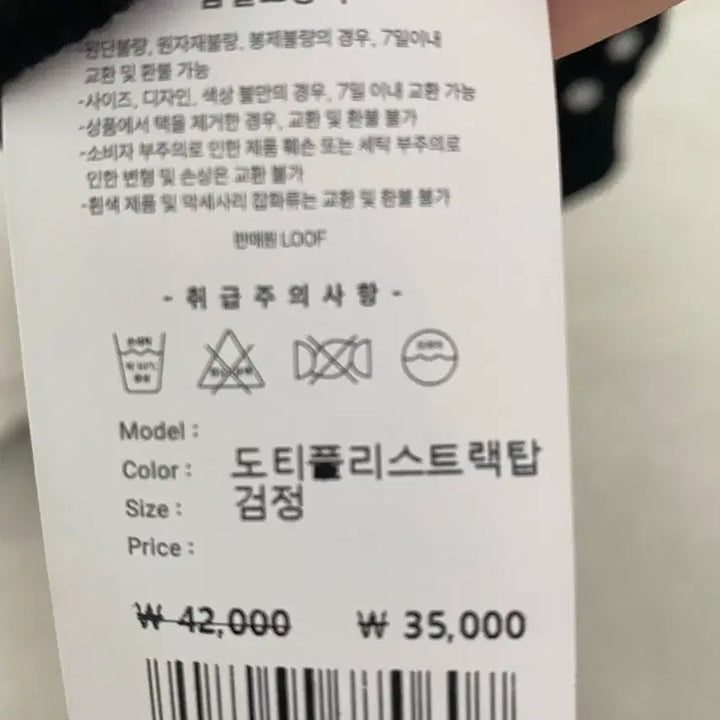 -원단불량, 원자재불량, 봉제불량의 경우, 7일이내
교환 및 환불 가능
-사이즈, 디자인, 색상 불만의 경우, 7일 이내 교환 가능
-상품에서 택을 제거한 경우, 교환 및 환불 불가
-소비자 부주의로 인한 제품 훼손 또는 세탁 부주의로
인한 변형 및 손상은 교환 불가
-흰색 제품 및 악세사리 잡화류는 교환 및 환불 불가
판매원 LOOF
- 취급주의사항 -
Model :
Color : 도티플리스트랙탑
Size : 검정
Price :
₩ 42,000 ₩ 35,000